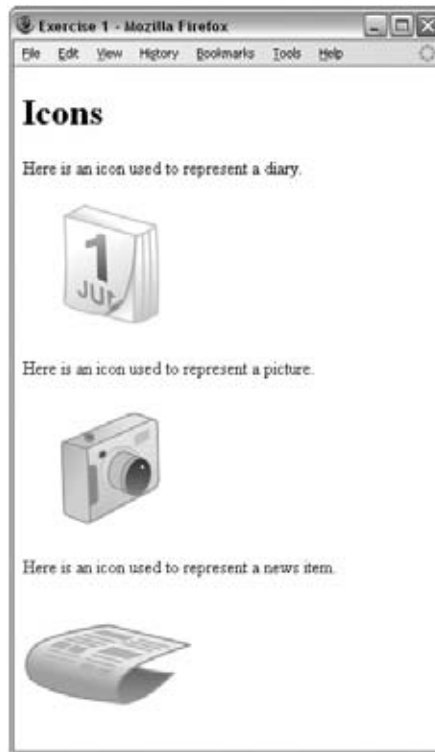 Exercise 1 - Mozilla Firefox
File Edit View History Bookmarks Tools Help
Icons
Here is an icon used to represent a diary.
1
JUL
Here is an icon used to represent a picture.
Here is an icon used to represent a news item.